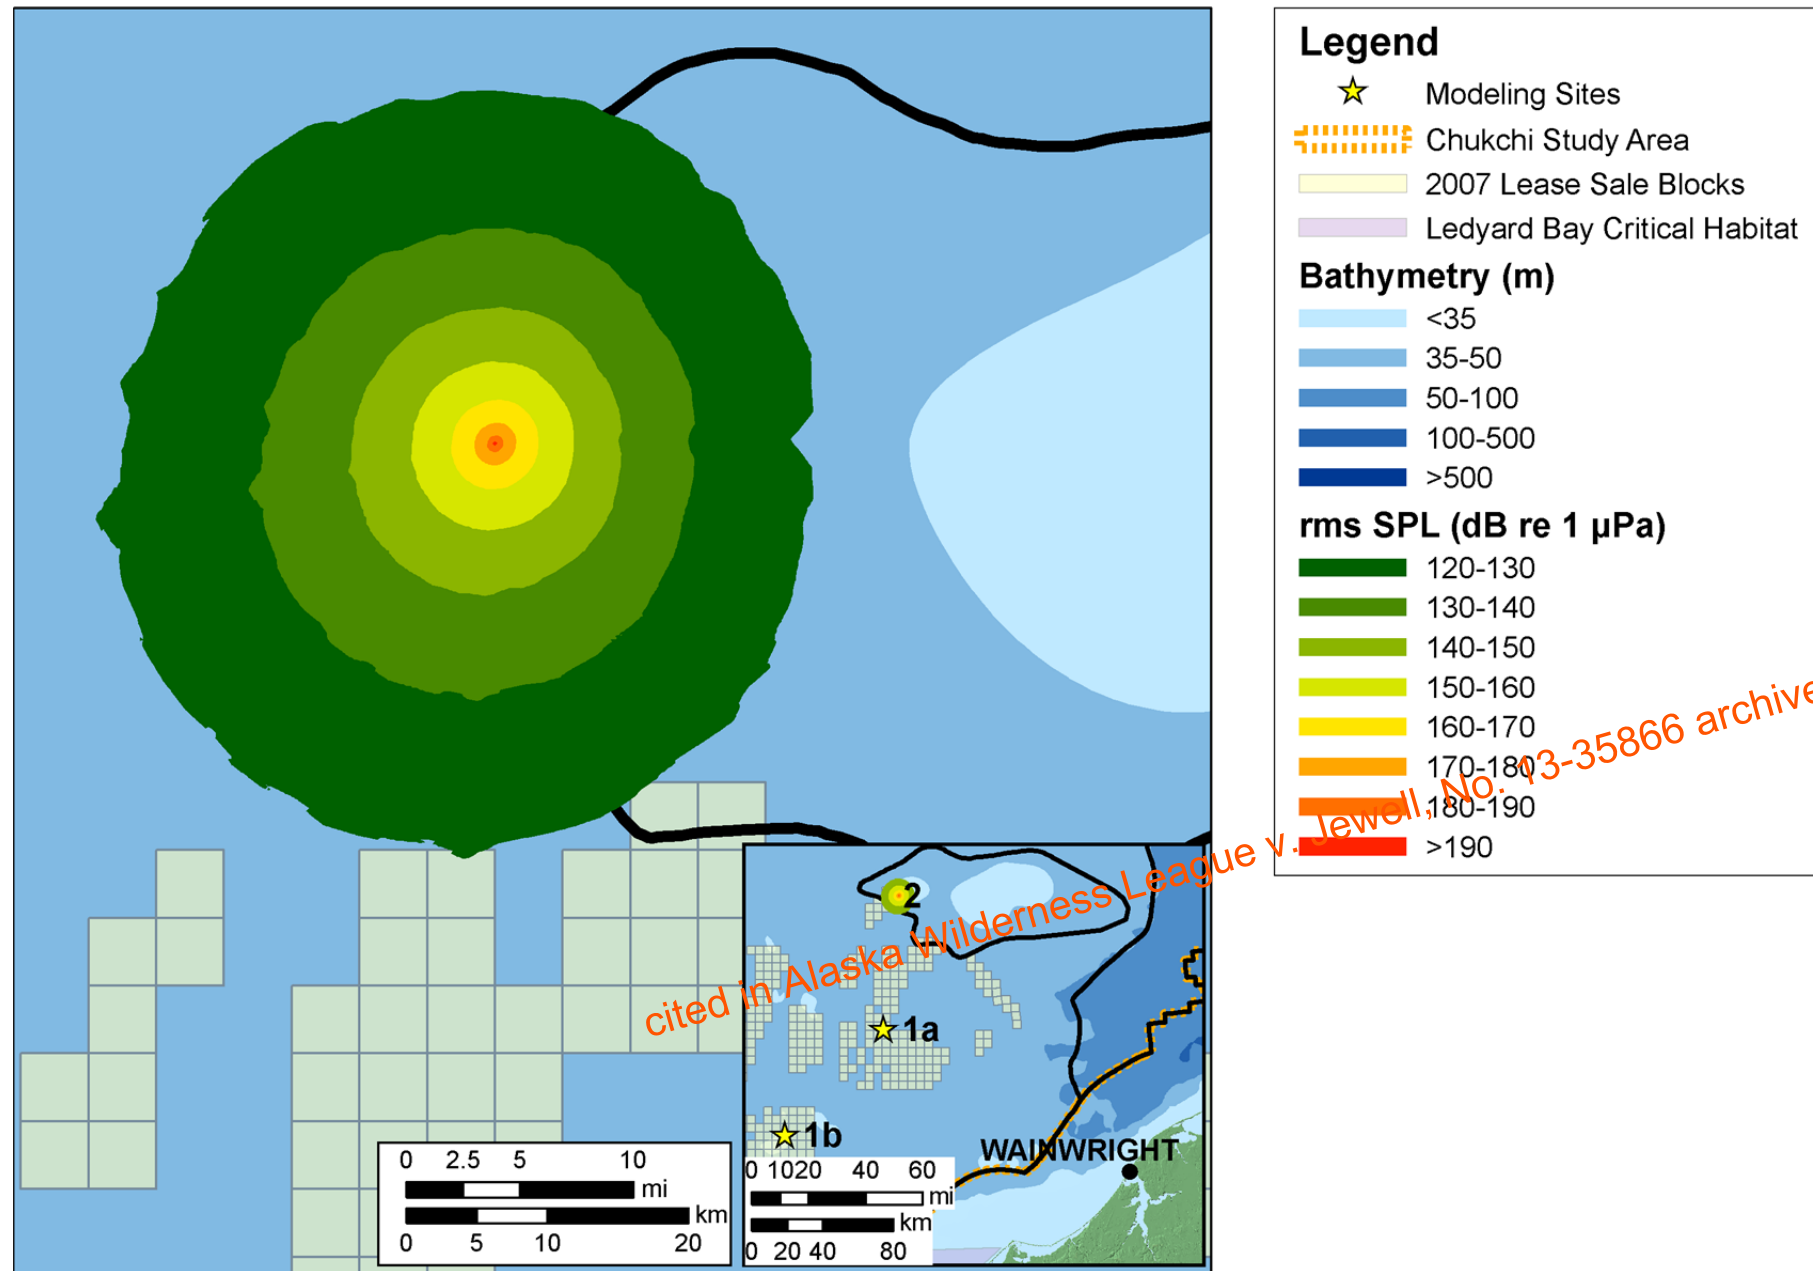 Legend
Modeling Sites
Chukchi Study Area
2007 Lease Sale Blocks
Ledyard Bay Critical Habitat
Bathymetry (m)
<35
35-50
50-100
100-500
>500
rms SPL (dB re 1 µPa)
120-130
130-140
140-150
150-160
160-170
170-180
180-190
>190
cited in Alaska Wilderness League v. Jewell, No. 13-35866 archive
2
1a
1b
WAINWRIGHT
0 2.5 5 10
mi
km
0 5 10 20
0 1020 40 60
mi
km
0 20 40 80